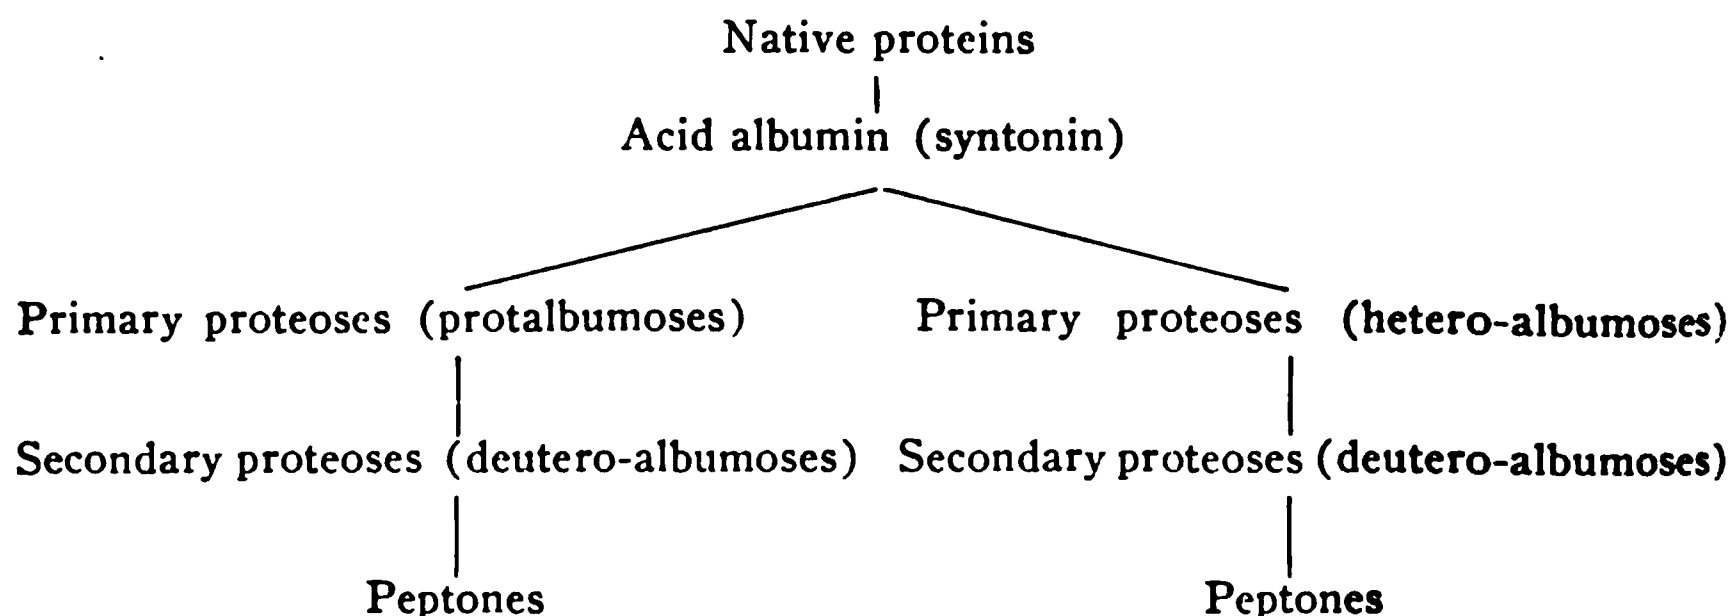 Native proteins
Acid albumin (syntonin)
Primary proteoses (protalbumoses) Primary proteoses (hetero-albumoses)
Secondary proteoses (deutero-albumoses) Secondary proteoses (deutero-albumoses)
Peptones Peptones